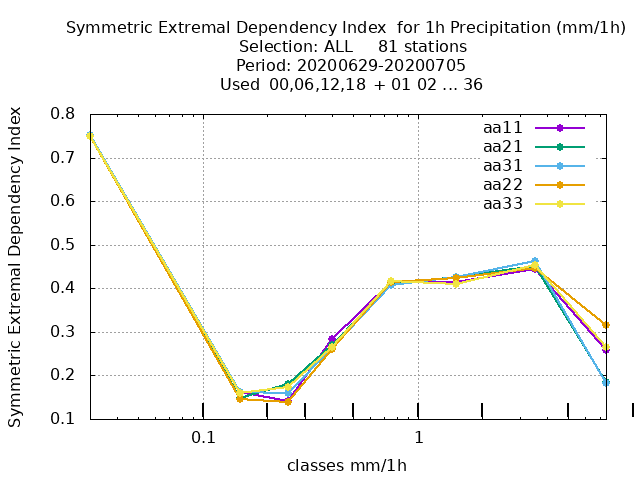 Symmetric Extremal Dependency Index  for 1h Precipitation (mm/1h)
Selection: ALL     81 stations
Period: 20200629-20200705
Used  00,06,12,18  + 01 02 ... 36
Symmetric Extremal Dependency Index
0.8
0.7
0.6
0.5
0.4
0.3
0.2
0.1
aa11
aa21
aa31
aa22
aa33
0.1
1
classes mm/1h